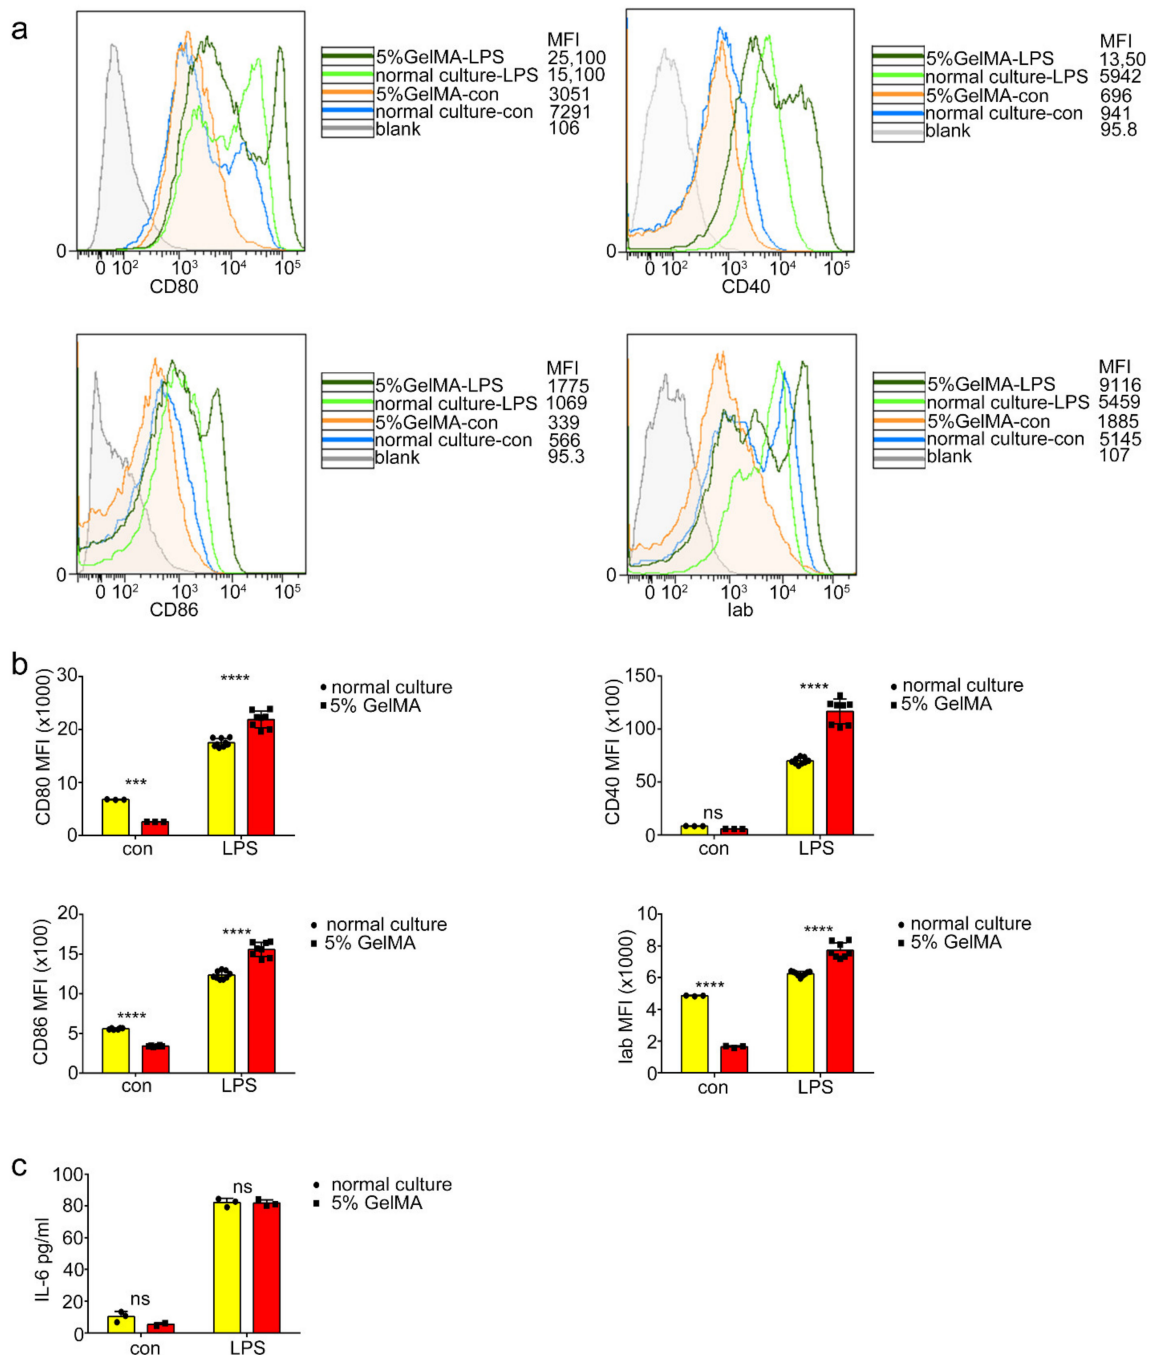 a
MFI
5%GelMA-LPS 25,100
normal culture-LPS 15,100
5%GelMA-con 3051
normal culture-con 7291
blank 106
0
0 10² 10³ 10⁴ 10⁵
CD80
MFI
5%GelMA-LPS 13,50
normal culture-LPS 5942
5%GelMA-con 696
normal culture-con 941
blank 95.8
0
0 10² 10³ 10⁴ 10⁵
CD40
MFI
5%GelMA-LPS 1775
normal culture-LPS 1069
5%GelMA-con 339
normal culture-con 566
blank 95.3
0
0 10² 10³ 10⁴ 10⁵
CD86
MFI
5%GelMA-LPS 9116
normal culture-LPS 5459
5%GelMA-con 1885
normal culture-con 5145
blank 107
0
0 10² 10³ 10⁴ 10⁵
Iab
b
CD80 MFI (x1000)
30
20
10
0
***
****
con LPS
normal culture
5% GelMA
CD40 MFI (x100)
150
100
50
0
ns
****
con LPS
normal culture
5% GelMA
CD86 MFI (x100)
20
15
10
5
0
****
****
con LPS
normal culture
5% GelMA
Iab MFI (x1000)
10
8
6
4
2
0
****
****
con LPS
normal culture
5% GelMA
c
IL-6 pg/ml
100
80
60
40
20
0
ns
ns
con LPS
normal culture
5% GelMA